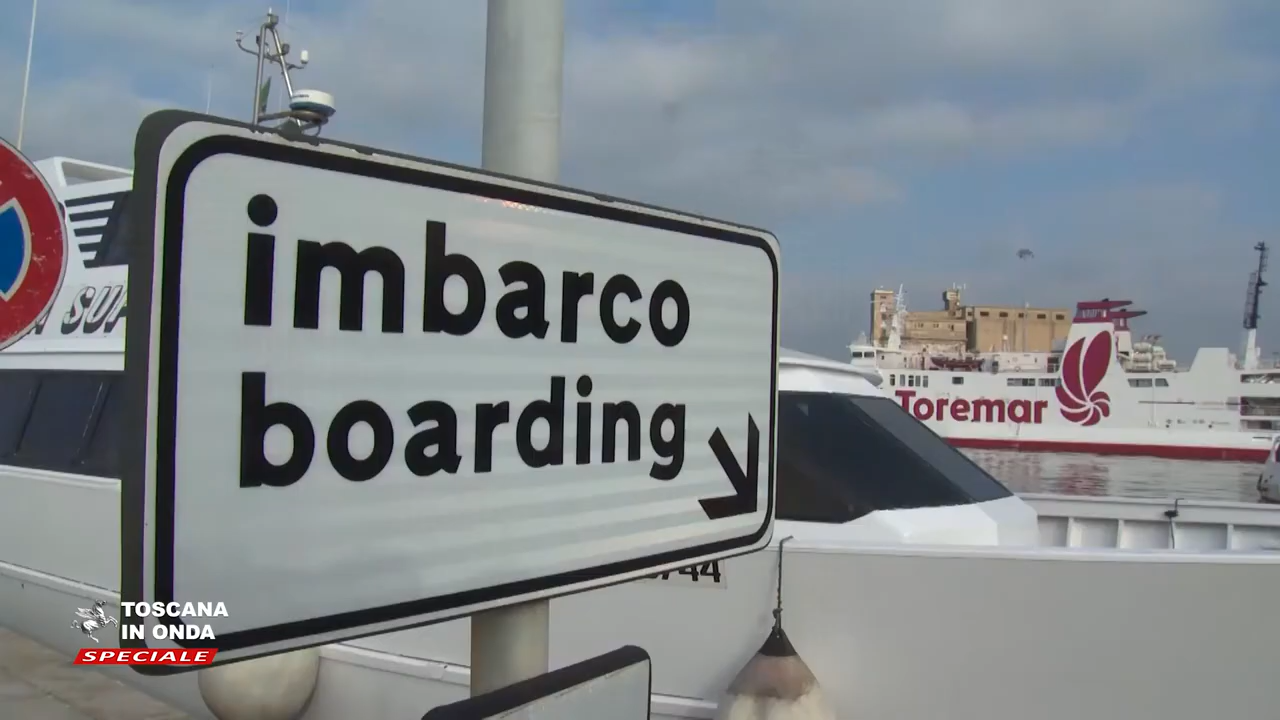 imbarco
boarding
Toremar
TOSCANA
IN ONDA
SPECIALE